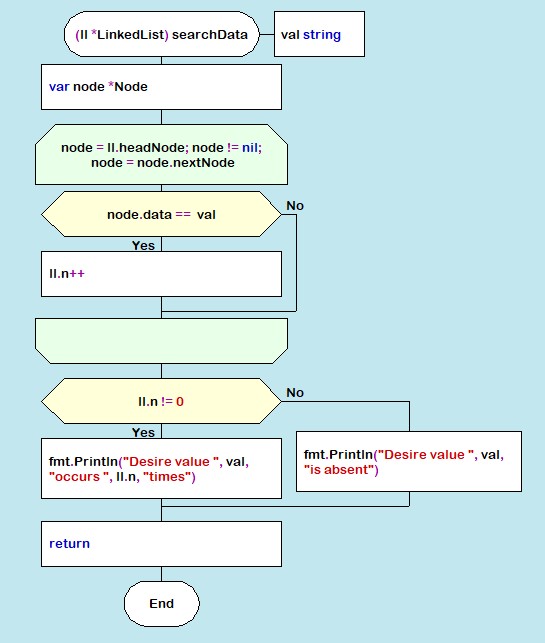 (ll *LinkedList) searchData
val string
var node *Node
node = ll.headNode; node != nil;
node = node.nextNode
node.data == val
No
Yes
ll.n++
ll.n != 0
No
Yes
fmt.Println("Desire value ", val,
"occurs ", ll.n, "times")
fmt.Println("Desire value ", val,
"is absent")
return
End